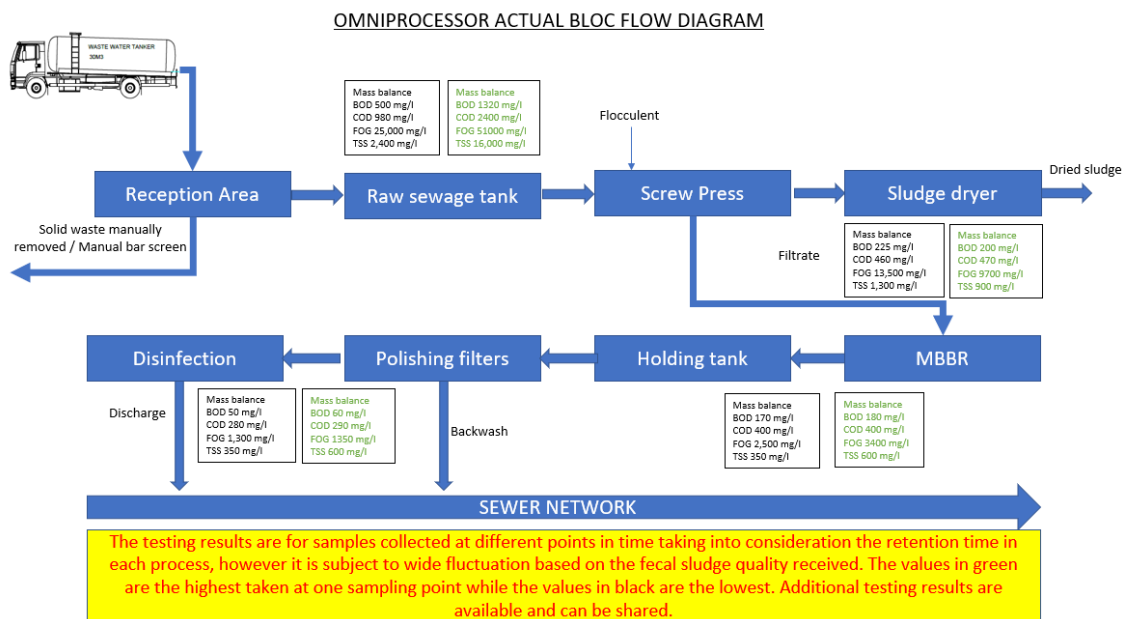 OMNIPROCESSOR ACTUAL BLOC FLOW DIAGRAM
WASTE WATER TANKER
30M3
Mass balance
BOD 500 mg/l
COD 980 mg/l
FOG 25,000 mg/l
TSS 2,400 mg/l
Mass balance
BOD 1320 mg/l
COD 2400 mg/l
FOG 51000 mg/l
TSS 16,000 mg/l
Flocculent
Reception Area
Raw sewage tank
Screw Press
Sludge dryer
Dried sludge
Solid waste manually
removed / Manual bar screen
Filtrate
Mass balance
BOD 225 mg/l
COD 460 mg/l
FOG 13,500 mg/l
TSS 1,300 mg/l
Mass balance
BOD 200 mg/l
COD 470 mg/l
FOG 9700 mg/l
TSS 900 mg/l
Disinfection
Polishing filters
Holding tank
MBBR
Discharge
Mass balance
BOD 50 mg/l
COD 280 mg/l
FOG 1,300 mg/l
TSS 350 mg/l
Mass balance
BOD 60 mg/l
COD 290 mg/l
FOG 1350 mg/l
TSS 600 mg/l
Backwash
Mass balance
BOD 170 mg/l
COD 400 mg/l
FOG 2,500 mg/l
TSS 350 mg/l
Mass balance
BOD 180 mg/l
COD 400 mg/l
FOG 3400 mg/l
TSS 600 mg/l
SEWER NETWORK
The testing results are for samples collected at different points in time taking into consideration the retention time in
each process, however it is subject to wide fluctuation based on the fecal sludge quality received. The values in green
are the highest taken at one sampling point while the values in black are the lowest. Additional testing results are
available and can be shared.